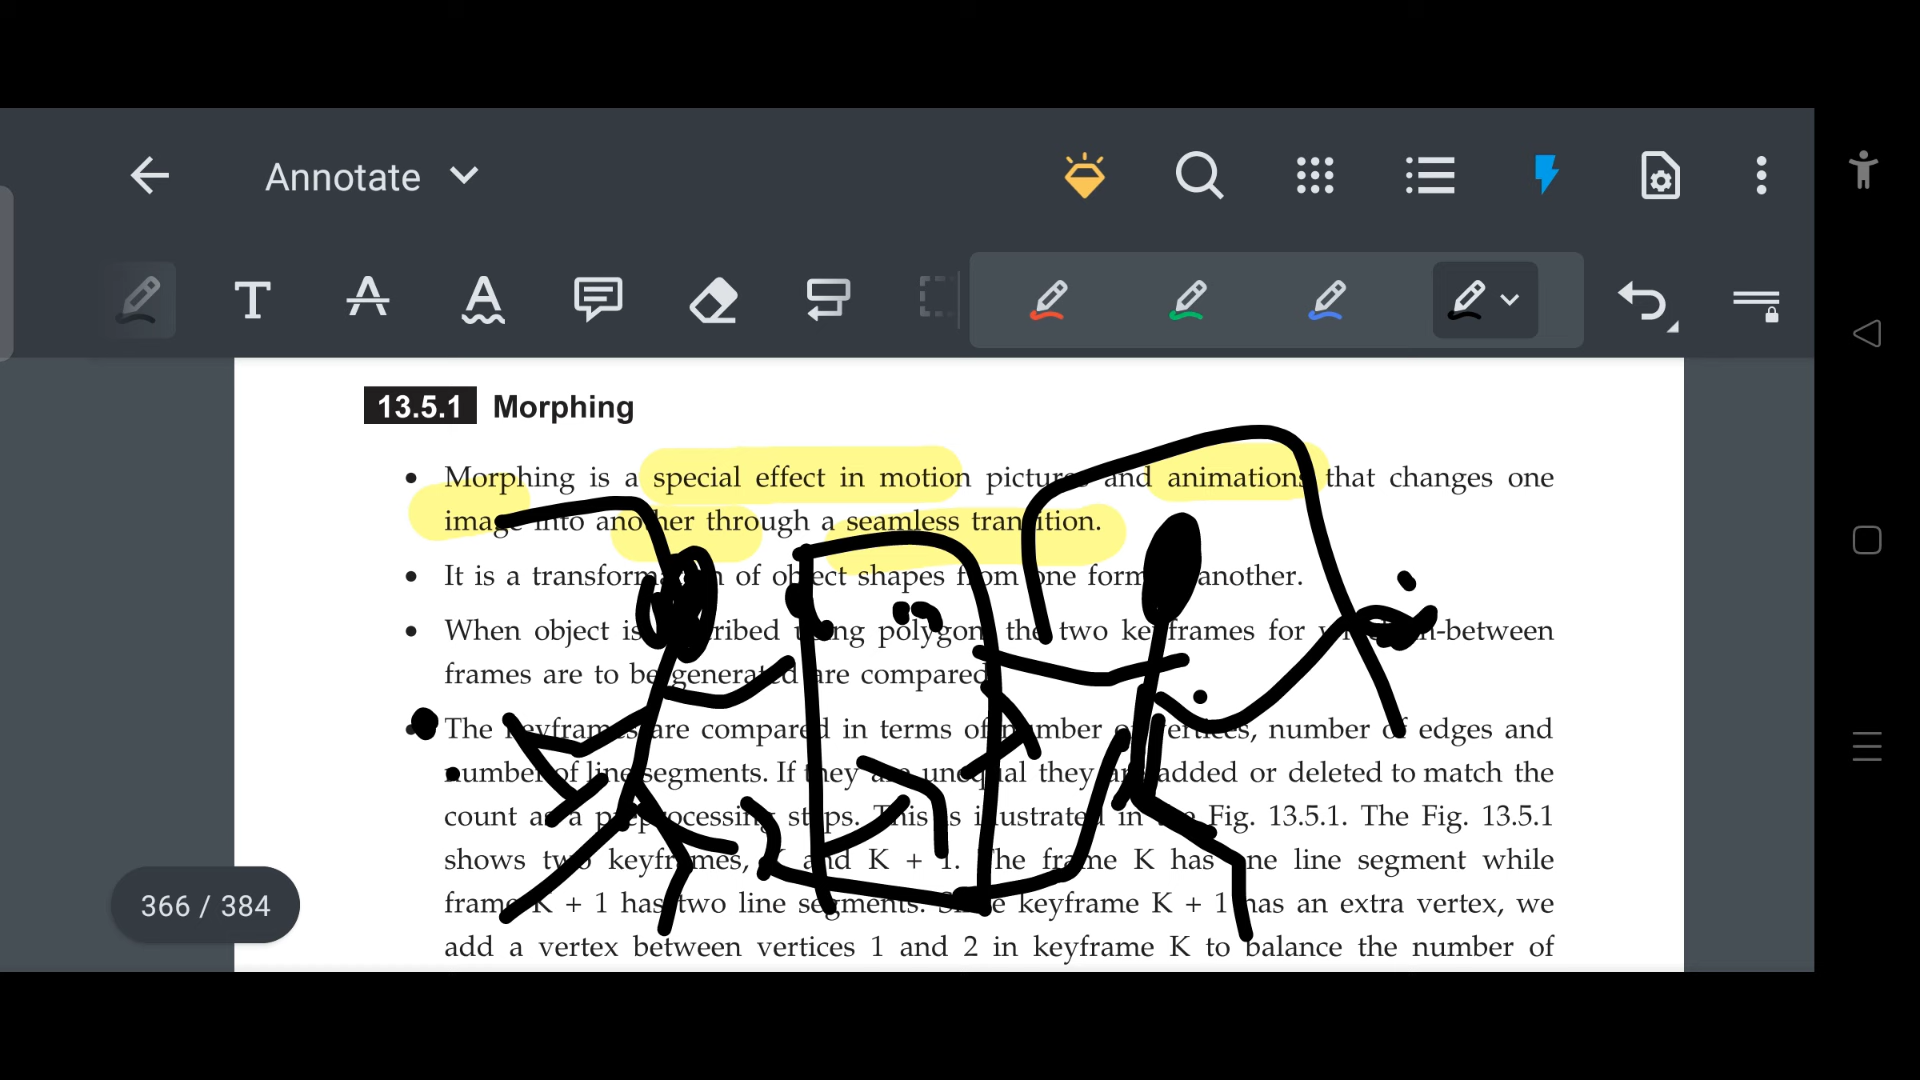 Annotate
13.5.1 Morphing
• Morphing is a special effect in motion pictures and animations that changes one
image into another through a seamless transition.
• It is a transformation of object shapes from one form another.
• When object is described using polygon, the two keyframes for which in-between
frames are to be generated are compared
• The keyframes are compared in terms of number of vertices, number of edges and
number of line segments. If they are unequal they are added or deleted to match the
count as a preprocessing steps. This is illustrated in the Fig. 13.5.1. The Fig. 13.5.1
shows two keyframes, K and K + 1. The frame K has one line segment while
frame K + 1 has two line segments. Since keyframe K + 1 has an extra vertex, we
366 / 384
add a vertex between vertices 1 and 2 in keyframe K to balance the number of